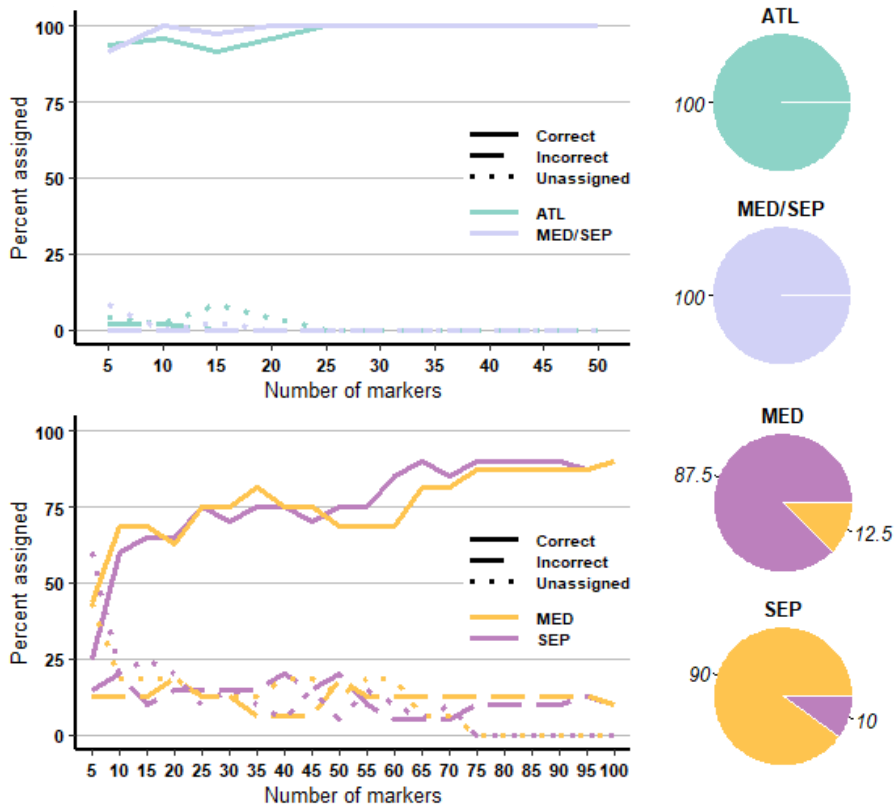 100
75
50
25
0
Percent assigned
Correct
Incorrect
Unassigned
ATL
MED/SEP
5 10 15 20 25 30 35 40 45 50
Number of markers
ATL
100
MED/SEP
100
100
75
50
25
0
Percent assigned
Correct
Incorrect
Unassigned
MED
SEP
5 10 15 20 25 30 35 40 45 50 55 60 65 70 75 80 85 90 95 100
Number of markers
MED
87.5
12.5
SEP
90
10